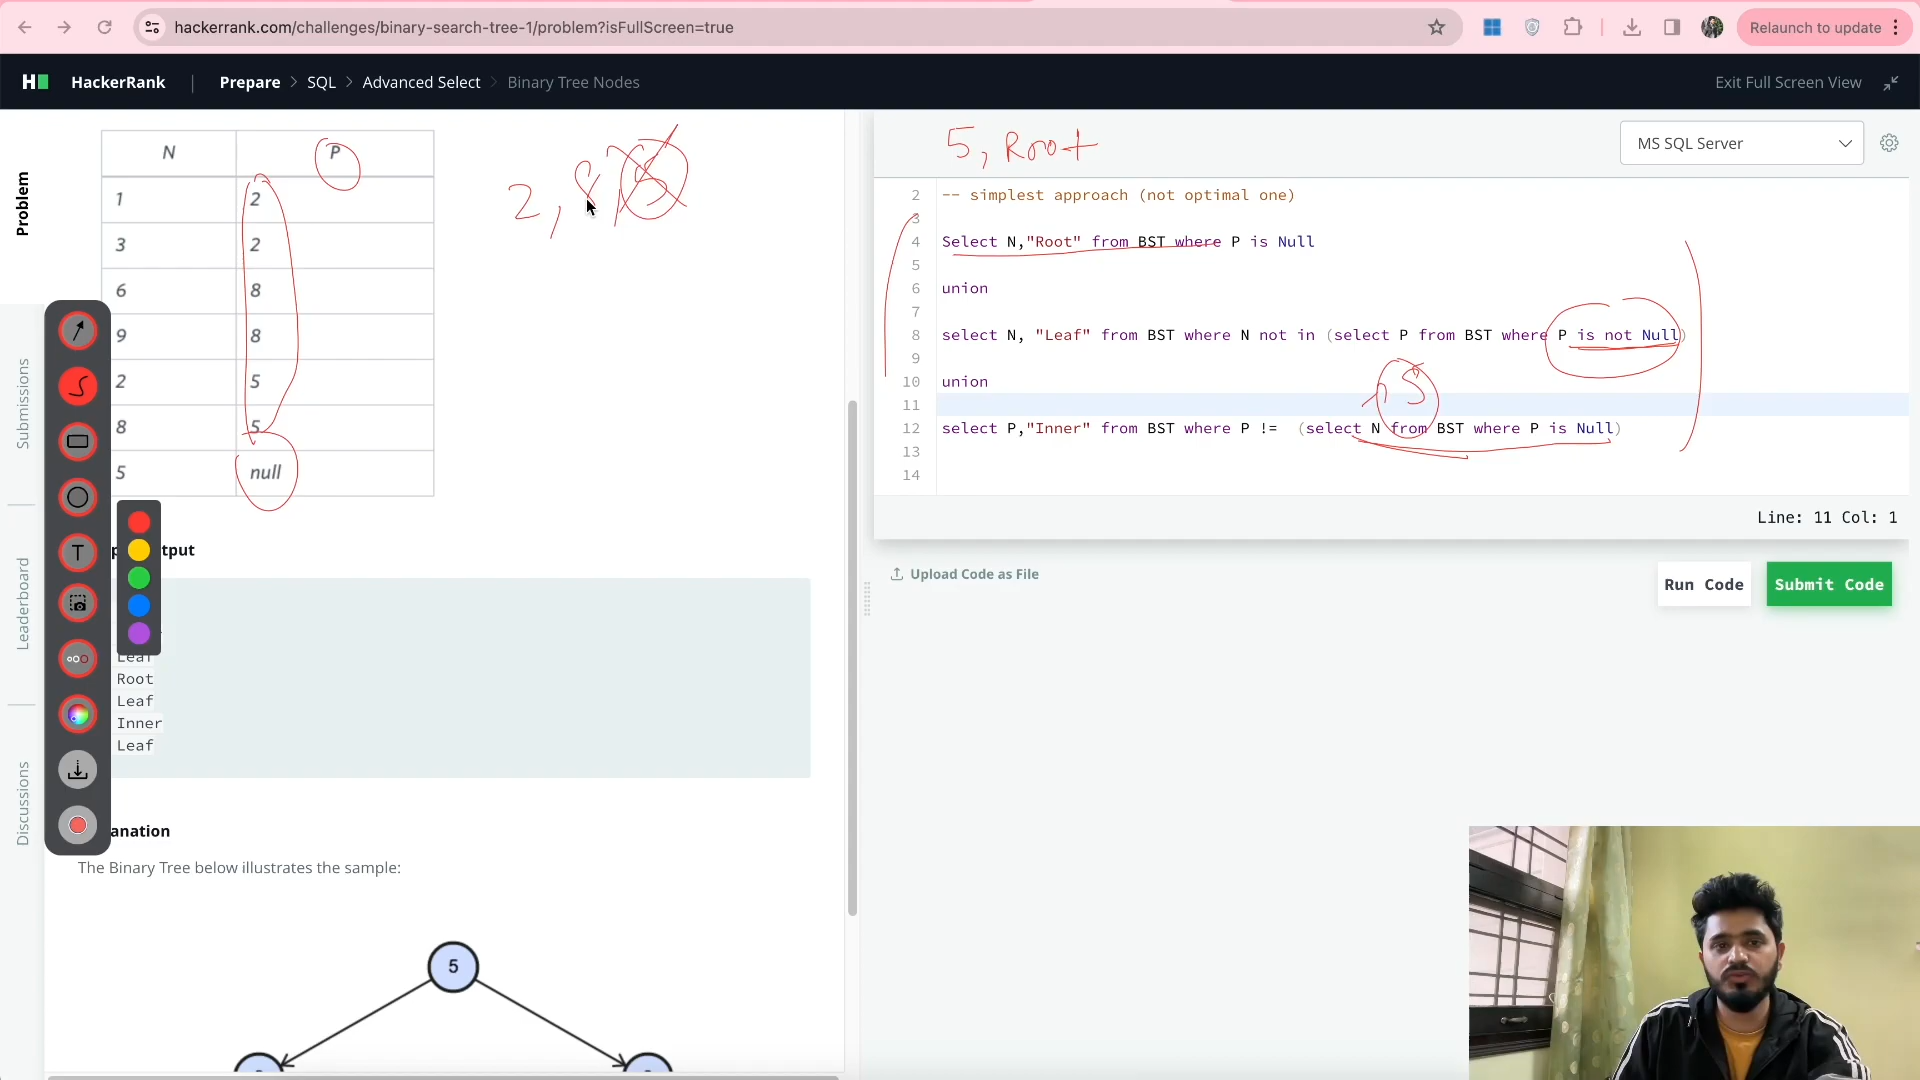 hackerrank.com/challenges/binary-search-tree-1/problem?isFullScreen=true
Relaunch to update
HackerRank
Prepare > SQL > Advanced Select > Binary Tree Nodes
Exit Full Screen View
Problem
Submissions
Leaderboard
Discussions
N P
1 2
3 2
6 8
9 8
2 5
8 5
5 null
2, 8, 5
tput
Leaf
Root
Leaf
Inner
Leaf
anation
The Binary Tree below illustrates the sample:
5
5, Root
MS SQL Server
2 -- simplest approach (not optimal one)
3
4 Select N,"Root" from BST where P is Null
5
6 union
7
8 select N, "Leaf" from BST where N not in (select P from BST where P is not Null)
9
10 union
11
12 select P,"Inner" from BST where P != (select N from BST where P is Null)
13
14
5
Line: 11 Col: 1
Upload Code as File
Run Code
Submit Code
T